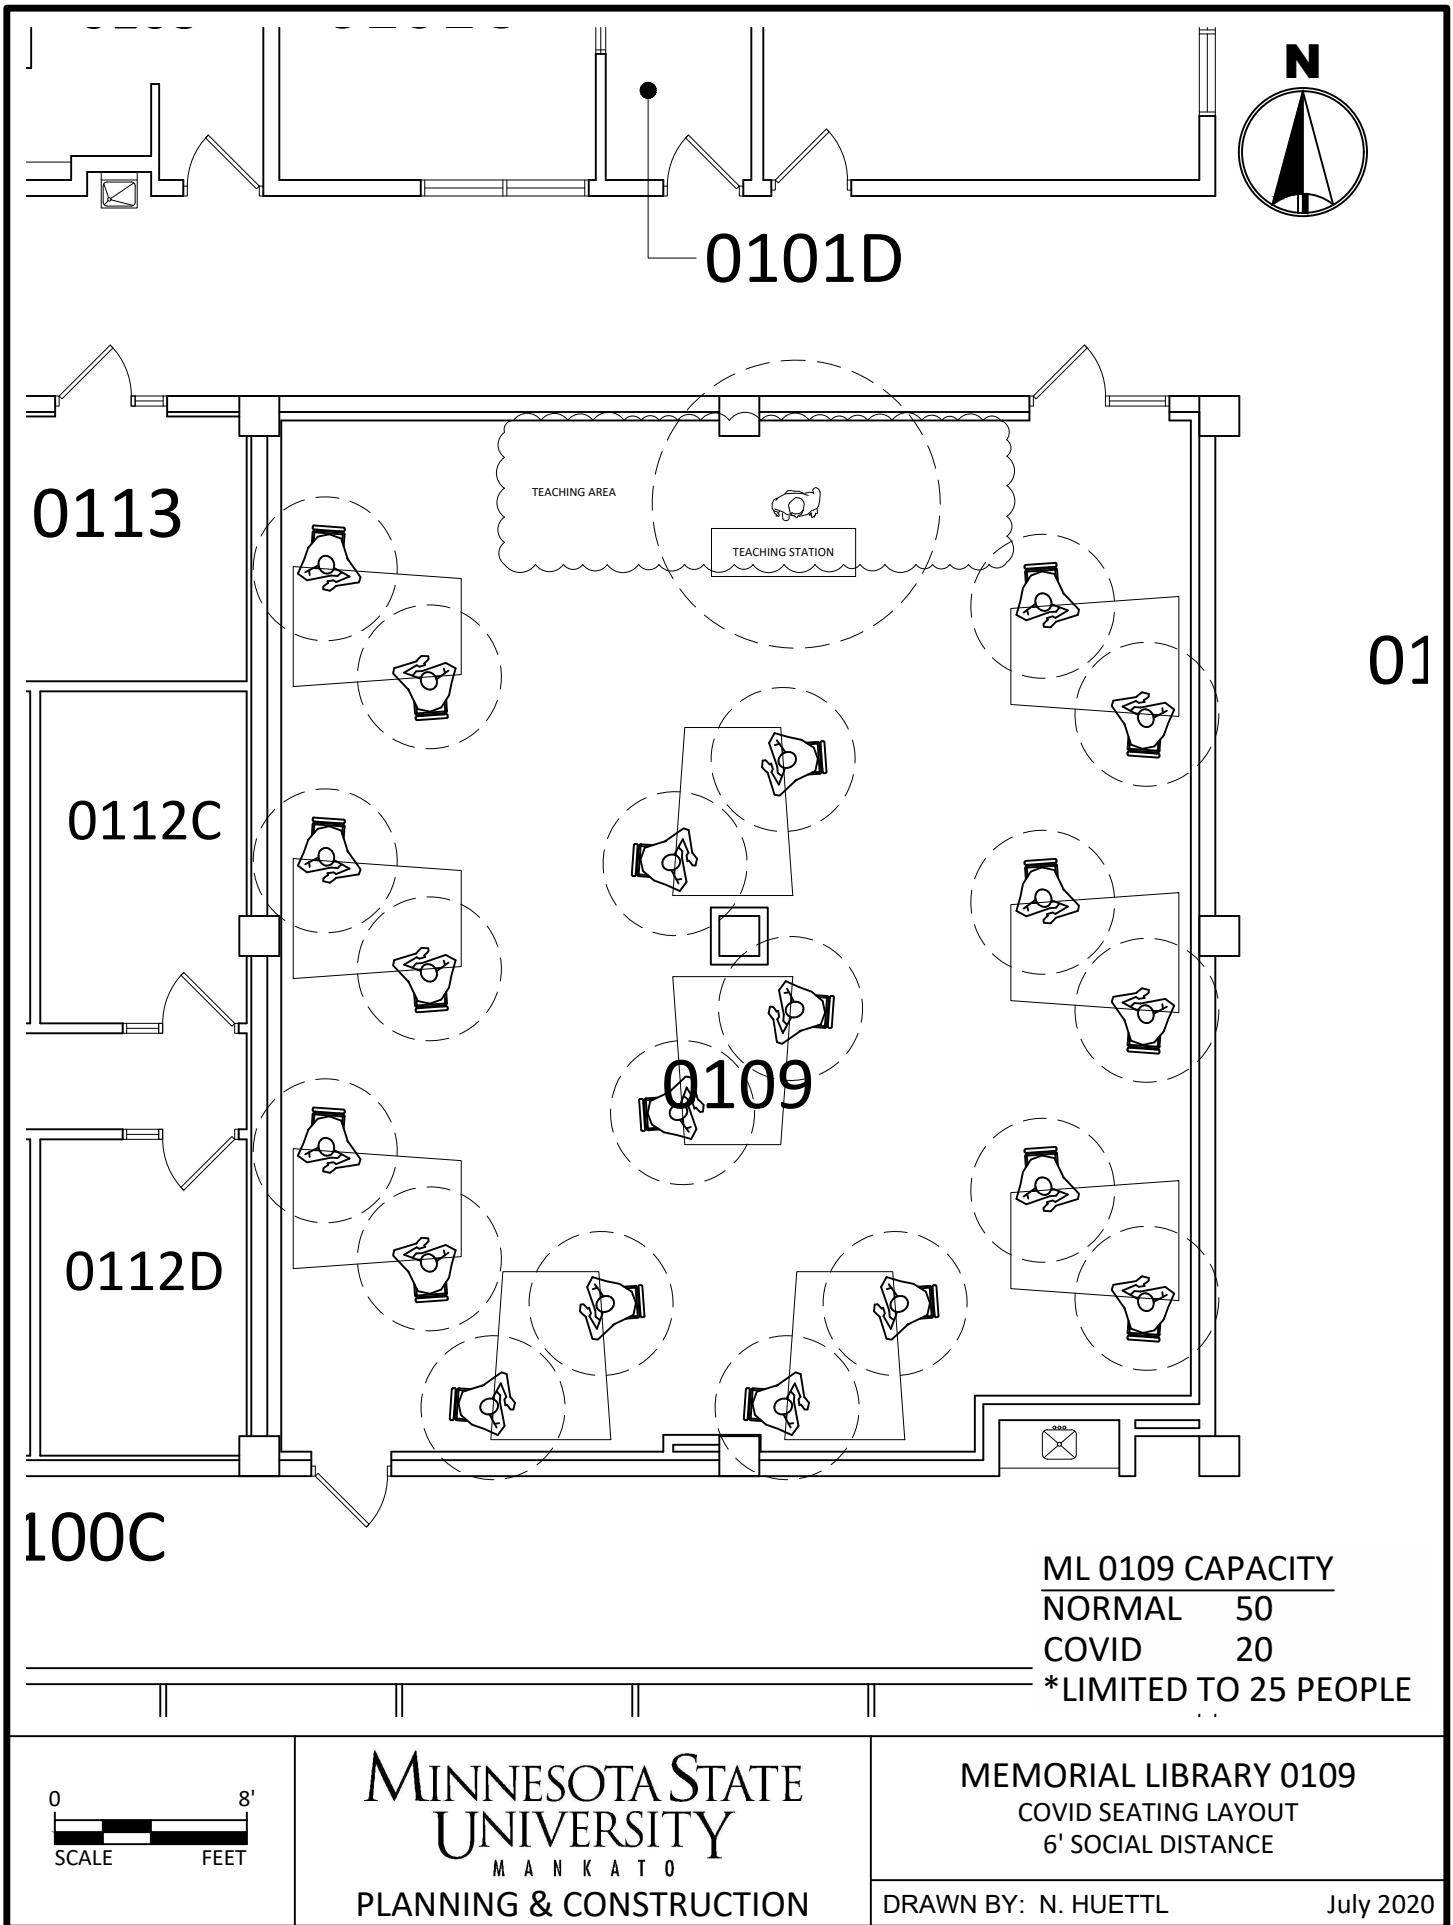 N
0101D
TEACHING AREA
0113
TEACHING STATION
01
0112C
0109
0112D
100C
ML 0109 CAPACITY
NORMAL 50
COVID 20
*LIMITED TO 25 PEOPLE
0 8'
SCALE FEET
MINNESOTA STATE
UNIVERSITY
MANKATO
PLANNING & CONSTRUCTION
MEMORIAL LIBRARY 0109
COVID SEATING LAYOUT
6' SOCIAL DISTANCE
DRAWN BY: N. HUETTL July 2020